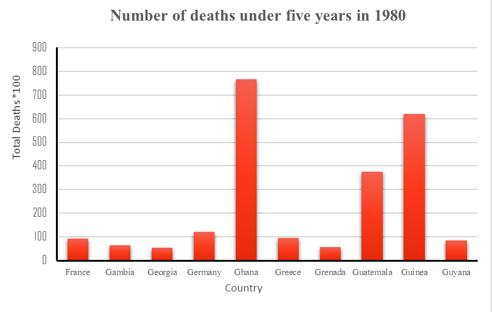 Number of deaths under five years in 1980
900
800
700
600
500
400
300
200
100
0
Total Deaths *100
France Gambia Georgia Germany Ghana Greece Grenada Guatemala Guinea Guyana
Country